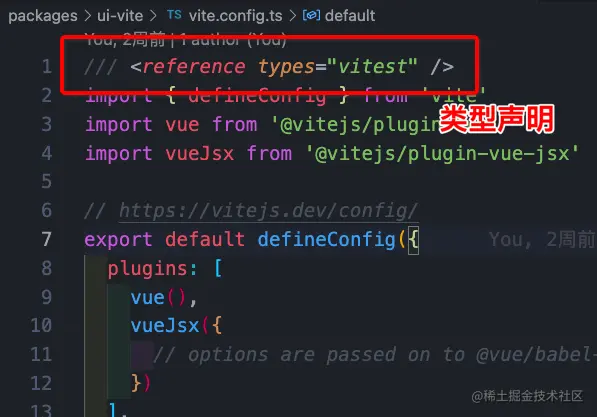 packages > ui-vite > TS vite.config.ts > default
You, 2周前 | 1 author (You)
1 /// <reference types="vitest" />
2 import { defineConfig } from 'vite'
3 import vue from '@vitejs/plugin
类型声明
4 import vueJsx from '@vitejs/plugin-vue-jsx'
5
6 // https://vitejs.dev/config/
7 export default defineConfig({ You, 2周前
8 plugins: [
9 vue(),
10 vueJsx({
11 // options are passed on to @vue/babel-
12 })
13 ],
@稀土掘金技术社区